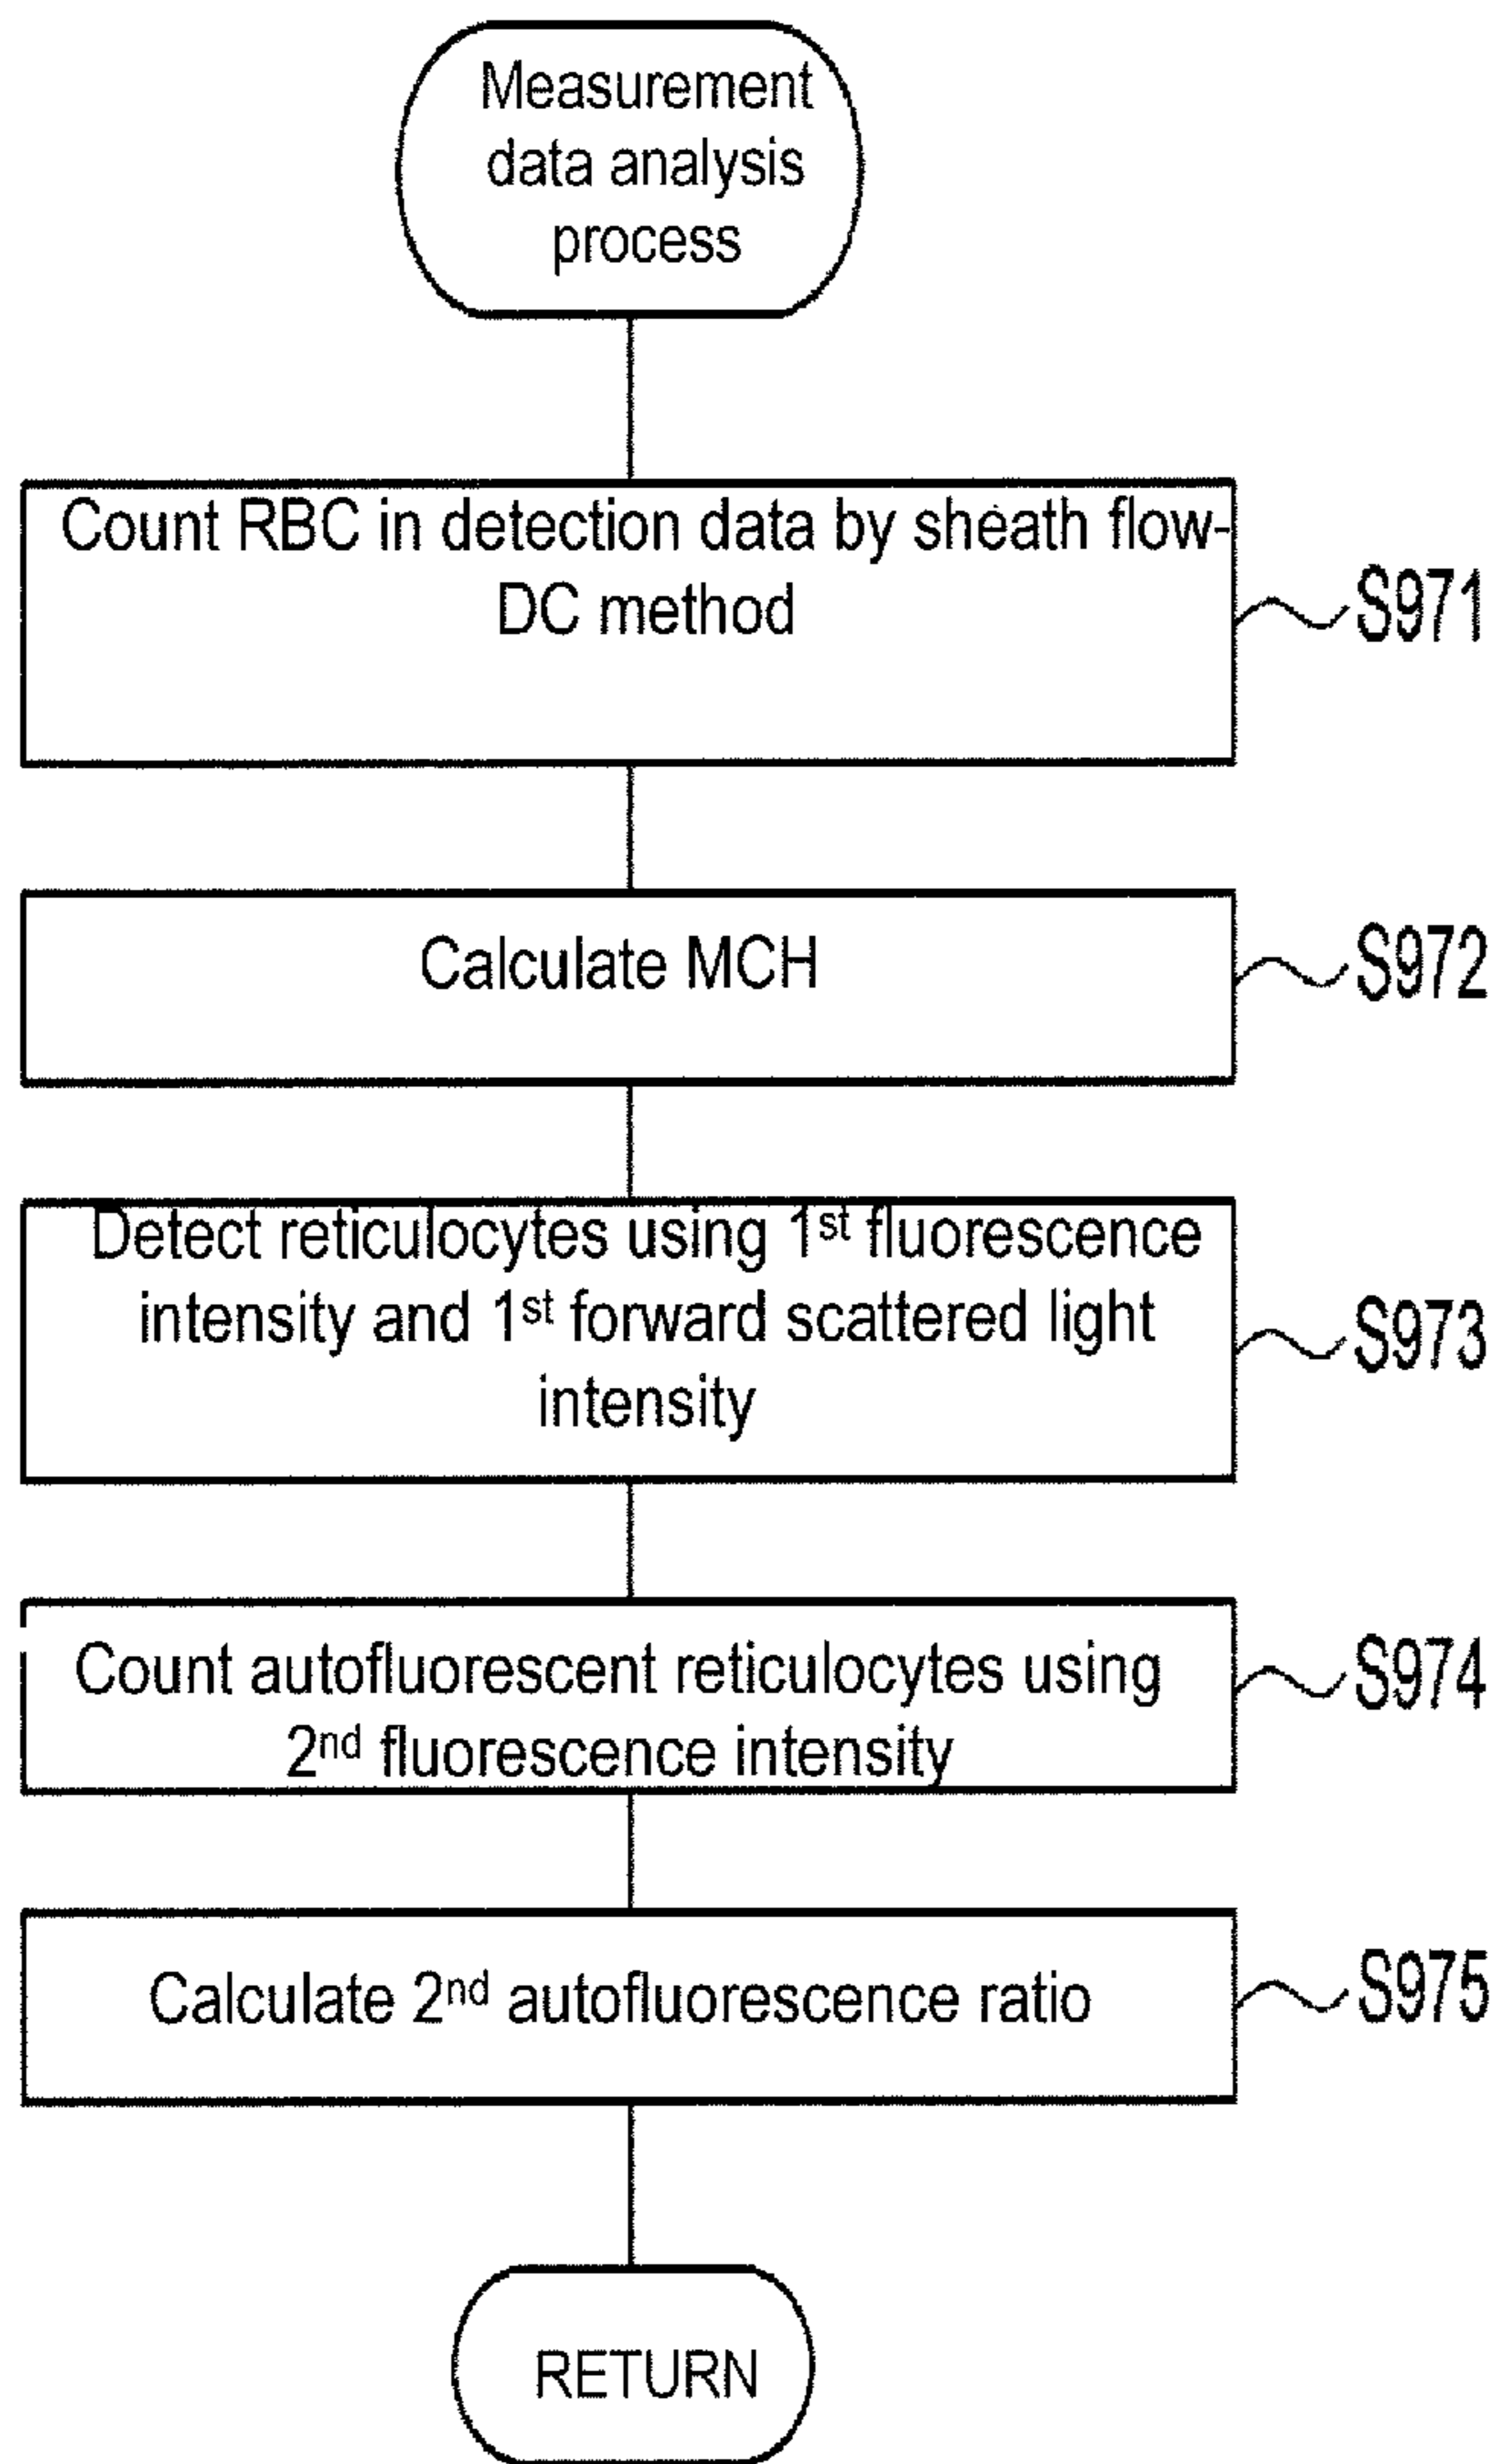 Measurement
data analysis
process
Count RBC in detection data by sheath flow-
DC method
S971
Calculate MCH
S972
Detect reticulocytes using 1st fluorescence
intensity and 1st forward scattered light
intensity
S973
Count autofluorescent reticulocytes using
2nd fluorescence intensity
S974
Calculate 2nd autofluorescence ratio
S975
RETURN